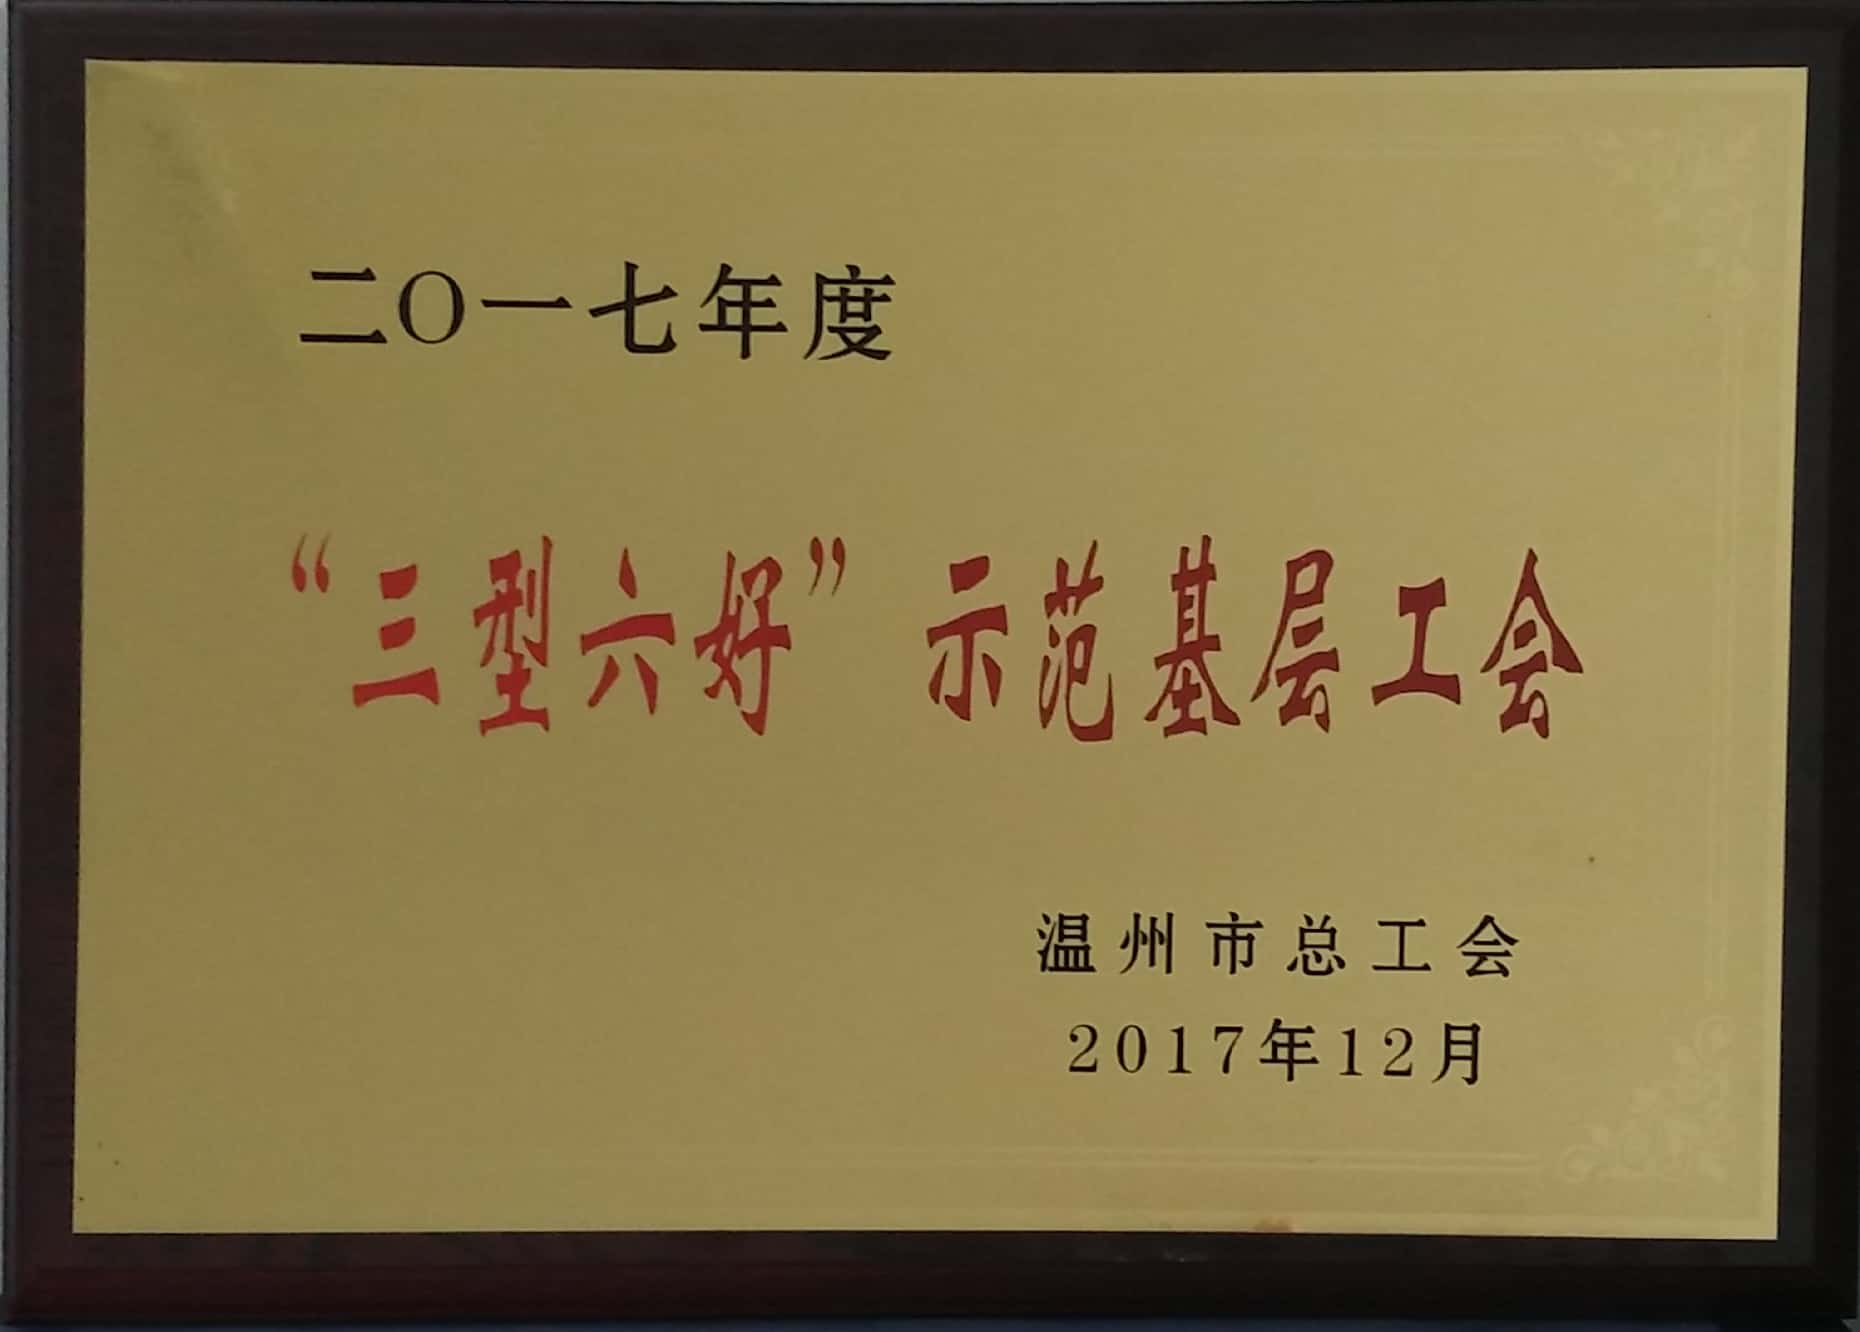 二〇一七年度
“三型六好”示范基层工会
温州市总工会
2017年12月